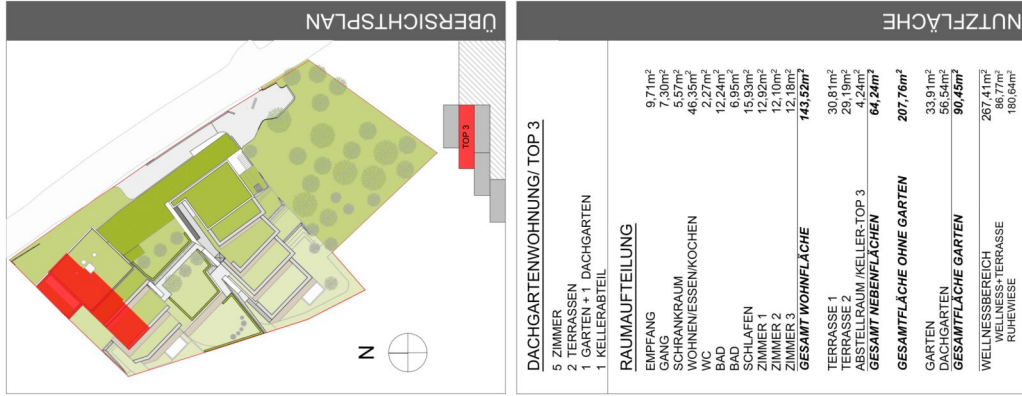 ÜBERSICHTSPLAN
N
TOP 3
NUTZFLÄCHE
DACHGARTENWOHNUNG/ TOP 3
5 ZIMMER
2 TERRASSEN
1 GARTEN + 1 DACHGARTEN
1 KELLERABTEIL
RAUMAUFTEILUNG
EMPFANG 9,71m²
GANG 7,30m²
SCHRANKRAUM 5,57m²
WOHNEN/ESSEN/KOCHEN 46,35m²
WC 2,27m²
BAD 12,24m²
BAD 6,95m²
SCHLAFEN 15,93m²
ZIMMER 1 12,92m²
ZIMMER 2 12,10m²
ZIMMER 3 12,18m²
GESAMT WOHNFLÄCHE 143,52m²
TERRASSE 1 30,81m²
TERRASSE 2 29,19m²
ABSTELLRAUM /KELLER-TOP 3 4,24m²
GESAMT NEBENFLÄCHEN 64,24m²
GESAMTFLÄCHE OHNE GARTEN 207,76m²
GARTEN 33,91m²
DACHGARTEN 56,54m²
GESAMTFLÄCHE GARTEN 90,45m²
WELLNESSBEREICH 267,41m²
WELLNESS+TERRASSE 86,77m²
RUHEWIESE 180,64m²